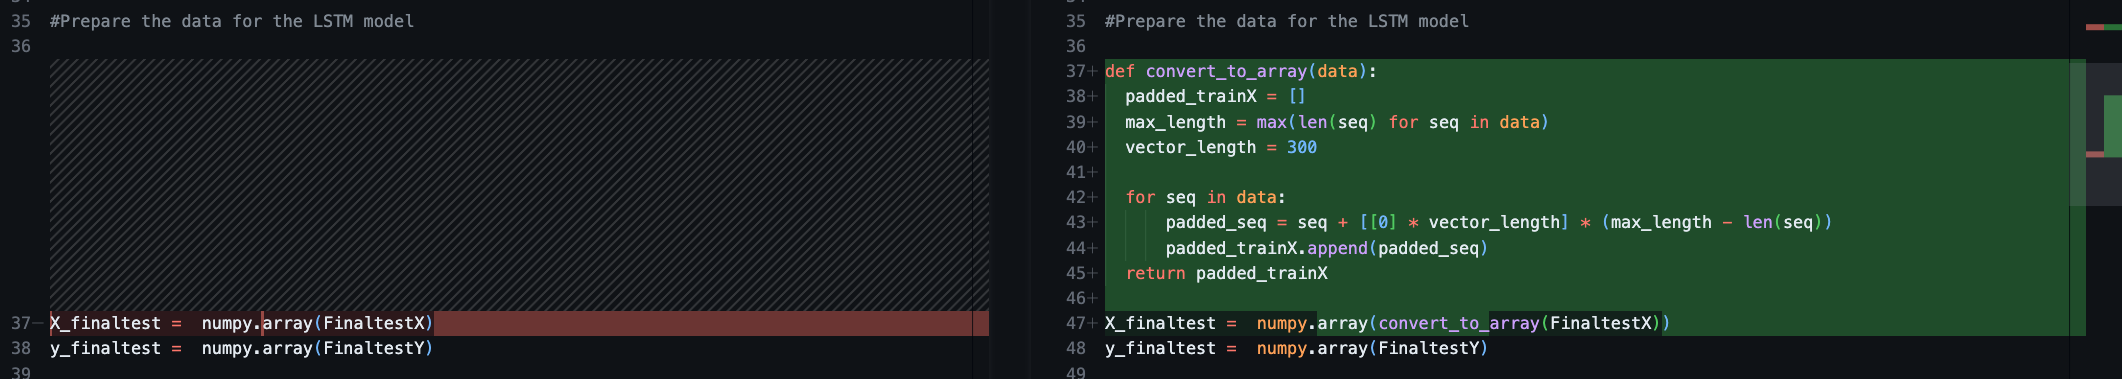 35 #Prepare the data for the LSTM model
36
37— X_finaltest =  numpy.array(FinaltestX)
38 y_finaltest =  numpy.array(FinaltestY)
39
35 #Prepare the data for the LSTM model
36
37+ def convert_to_array(data):
38+   padded_trainX = []
39+   max_length = max(len(seq) for seq in data)
40+   vector_length = 300
41+
42+   for seq in data:
43+       padded_seq = seq + [[0] * vector_length] * (max_length - len(seq))
44+       padded_trainX.append(padded_seq)
45+   return padded_trainX
46+
47+ X_finaltest =  numpy.array(convert_to_array(FinaltestX))
48 y_finaltest =  numpy.array(FinaltestY)
49